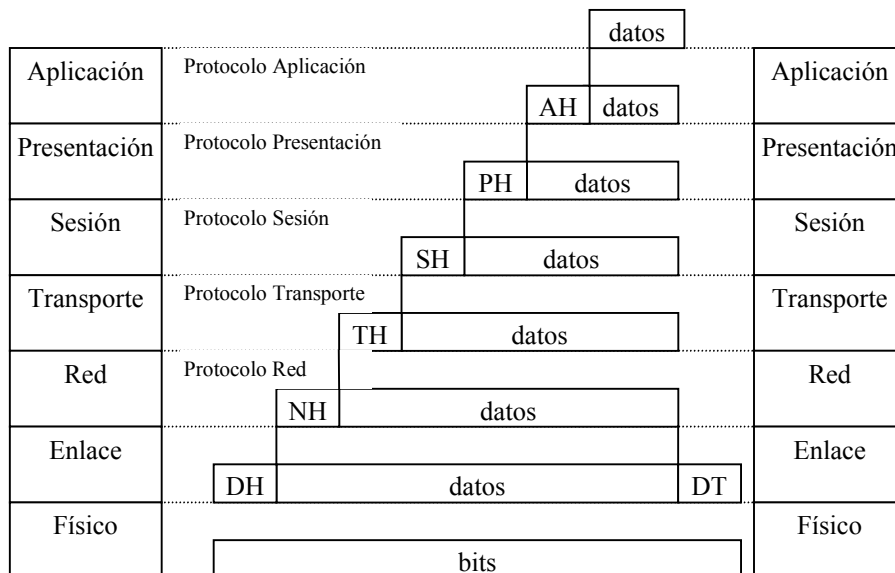 datos
Aplicación Protocolo Aplicación Aplicación
AH datos
Presentación Protocolo Presentación Presentación
PH datos
Sesión Protocolo Sesión Sesión
SH datos
Transporte Protocolo Transporte Transporte
TH datos
Red Protocolo Red Red
NH datos
Enlace Enlace
DH datos DT
Físico Físico
bits